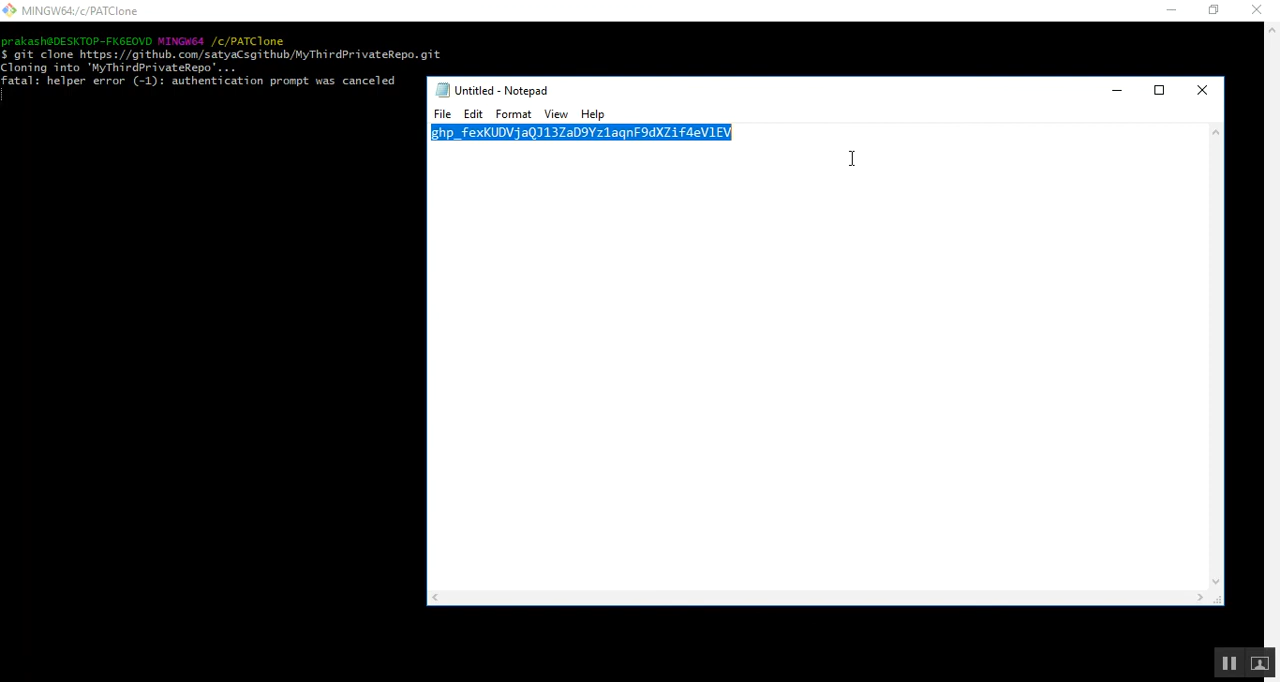 MINGW64:/c/PATClone
prakash@DESKTOP-FK6EOVD MINGW64 /c/PATClone
$ git clone https://github.com/satyaCsgithub/MyThirdPrivateRepo.git
Cloning into 'MyThirdPrivateRepo'...
fatal: helper error (-1): authentication prompt was canceled
Untitled - Notepad
File Edit Format View Help
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